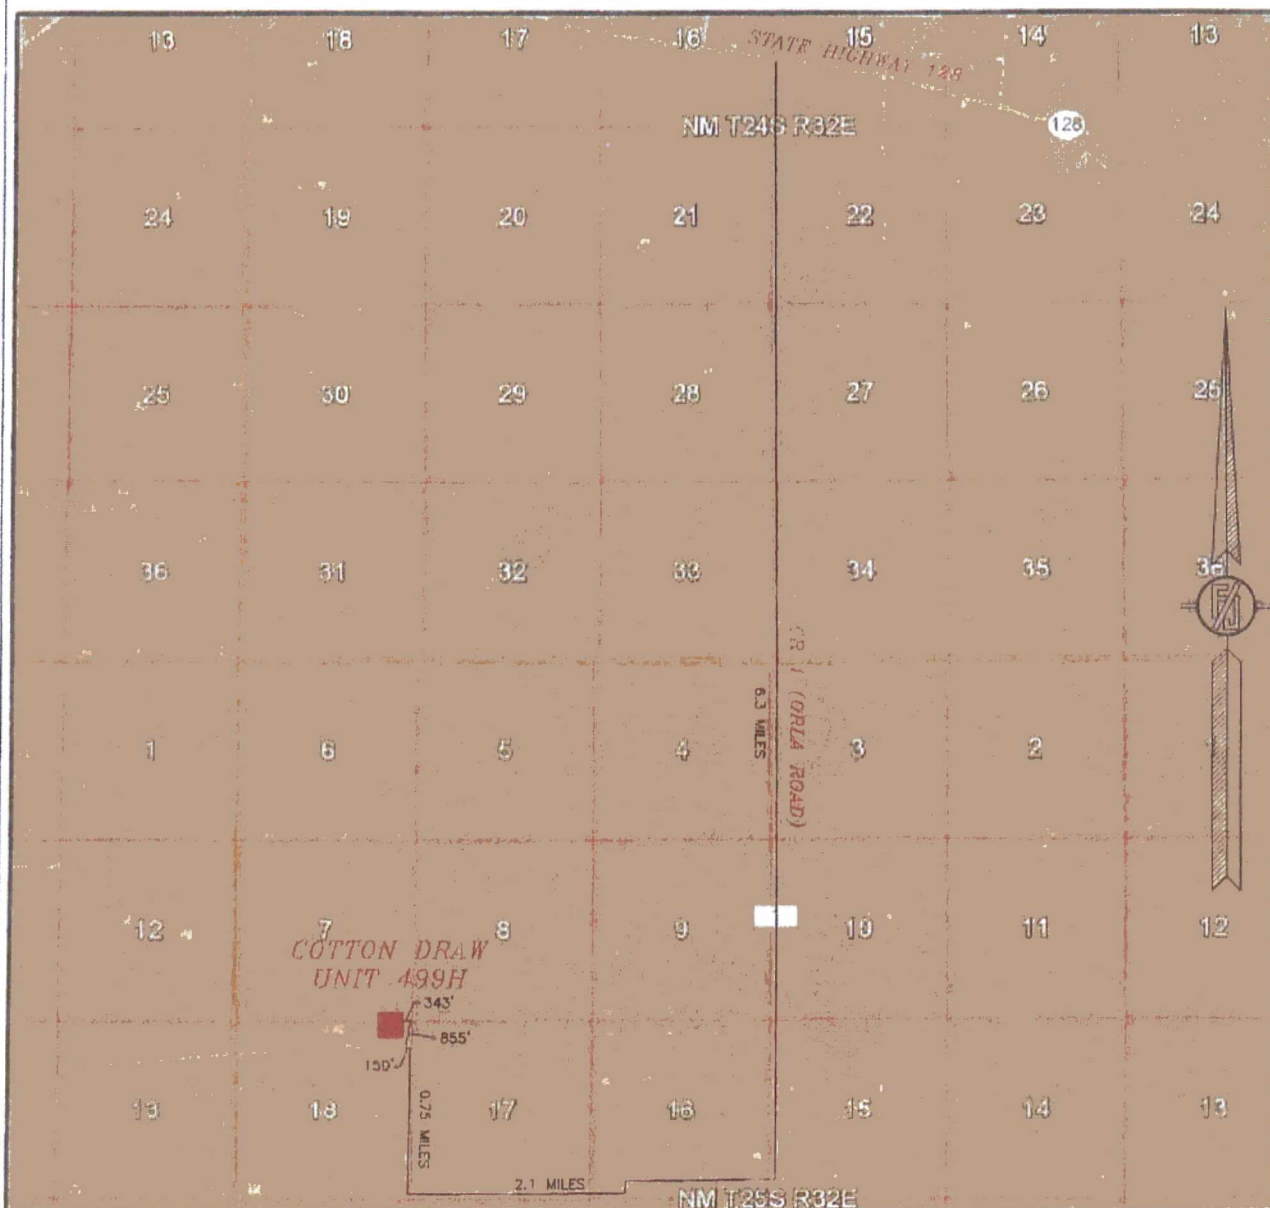 13 18 17 16 15 14 13
STATE HIGHWAY 128
NM T24S R32E
128
24 19 20 21 22 23 24
25 30 29 28 27 26 25
36 31 32 33 34 35 36
CR 1 (ORLA ROAD)
6.3 MILES
1 6 5 4 3 2
12 7 8 9 10 11 12
COTTON DRAW
UNIT 499H
343'
855'
150'
0.75 MILES
13 18 17 16 15 14 13
2.1 MILES
NM T25S R32E